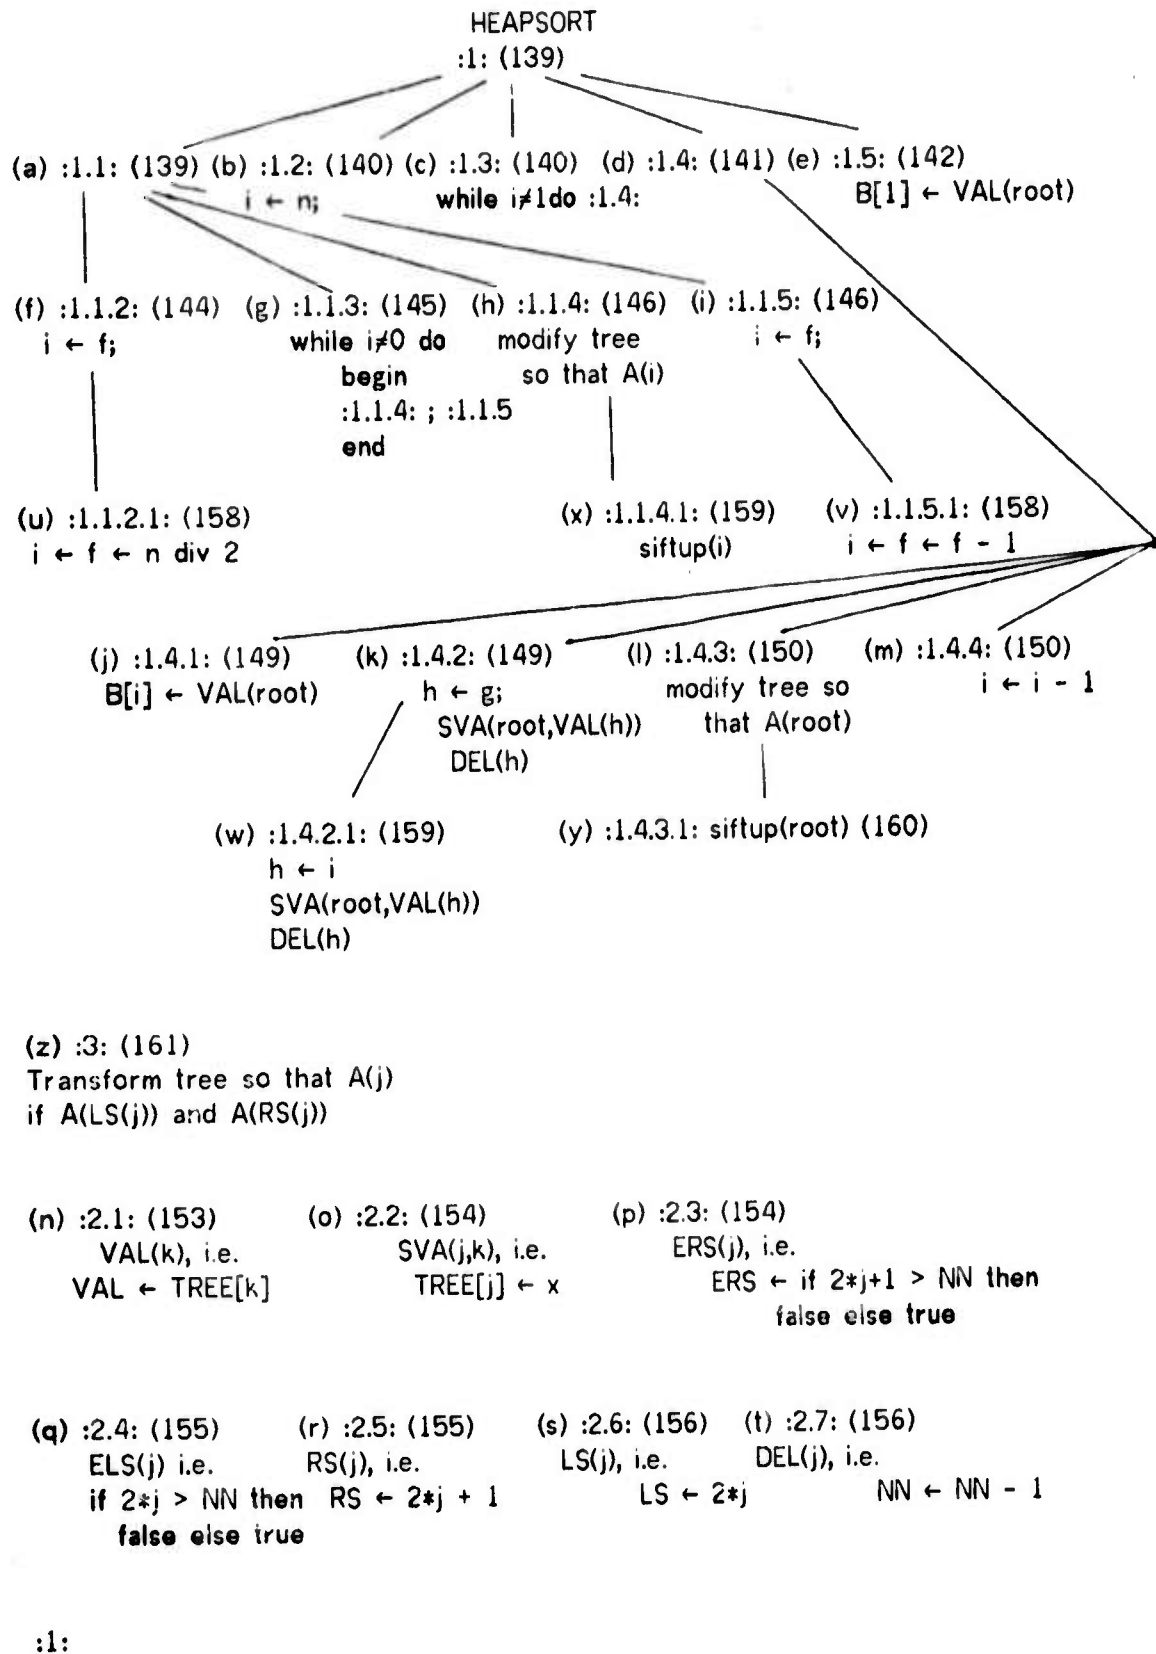 HEAPSORT
:1: (139)
(a) :1.1: (139) (b) :1.2: (140) (c) :1.3: (140) (d) :1.4: (141) (e) :1.5: (142)
i ← n; while i≠1do :1.4: B[1] ← VAL(root)
(f) :1.1.2: (144) (g) :1.1.3: (145) (h) :1.1.4: (146) (i) :1.1.5: (146)
i ← f; while i≠0 do modify tree i ← f;
begin so that A(i)
:1.1.4: ; :1.1.5
end
(u) :1.1.2.1: (158) (x) :1.1.4.1: (159) (v) :1.1.5.1: (158)
i ← f ← n div 2 siftup(i) i ← f ← f - 1
(j) :1.4.1: (149) (k) :1.4.2: (149) (l) :1.4.3: (150) (m) :1.4.4: (150)
B[i] ← VAL(root) h ← g; modify tree so i ← i - 1
SVA(root,VAL(h)) that A(root)
DEL(h)
(w) :1.4.2.1: (159) (y) :1.4.3.1: siftup(root) (160)
h ← i
SVA(root,VAL(h))
DEL(h)
(z) :3: (161)
Transform tree so that A(j)
if A(LS(j)) and A(RS(j))
(n) :2.1: (153) (o) :2.2: (154) (p) :2.3: (154)
VAL(k), i.e. SVA(j,k), i.e. ERS(j), i.e.
VAL ← TREE[k] TREE[j] ← x ERS ← if 2*j+1 > NN then
false else true
(q) :2.4: (155) (r) :2.5: (155) (s) :2.6: (156) (t) :2.7: (156)
ELS(j) i.e. RS(j), i.e. LS(j), i.e. DEL(j), i.e.
if 2*j > NN then RS ← 2*j + 1 LS ← 2*j NN ← NN - 1
false else true
:1: